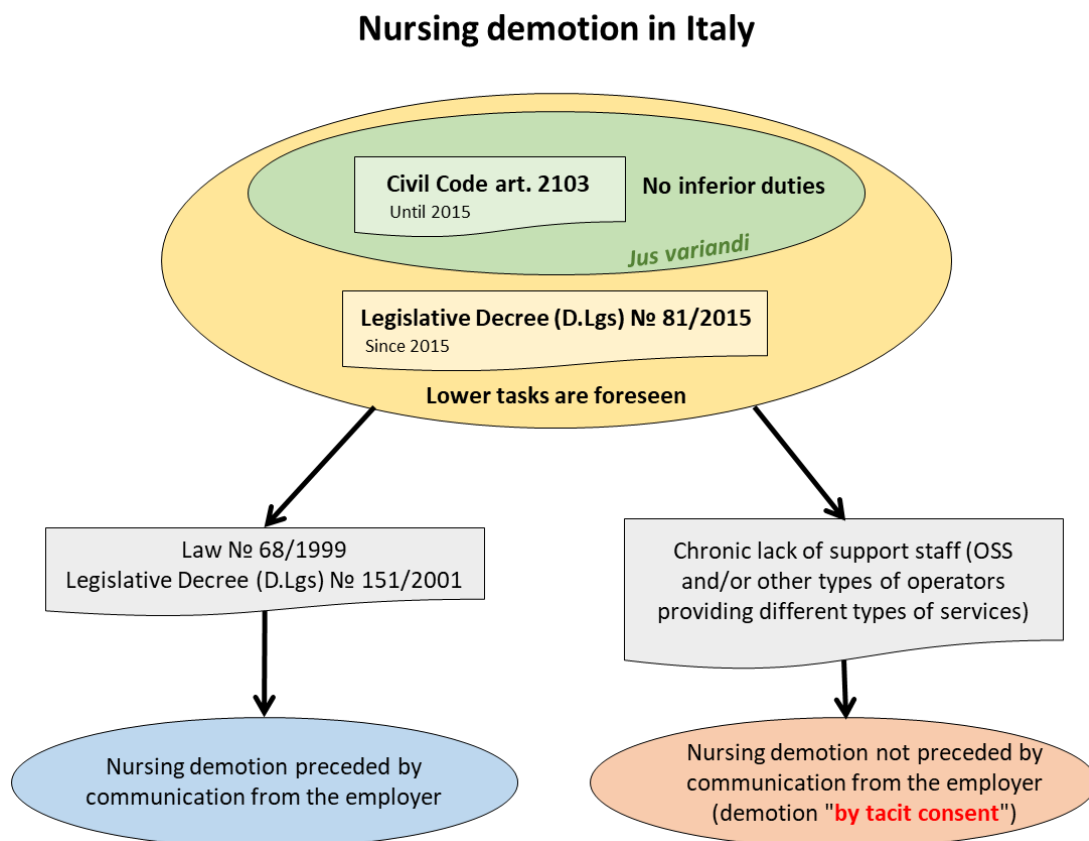 Nursing demotion in Italy
Civil Code art. 2103
Until 2015
No inferior duties
Jus variandi
Legislative Decree (D.Lgs) № 81/2015
Since 2015
Lower tasks are foreseen
Law № 68/1999
Legislative Decree (D.Lgs) № 151/2001
Chronic lack of support staff (OSS
and/or other types of operators
providing different types of services)
Nursing demotion preceded by
communication from the employer
Nursing demotion not preceded by
communication from the employer
(demotion "by tacit consent")